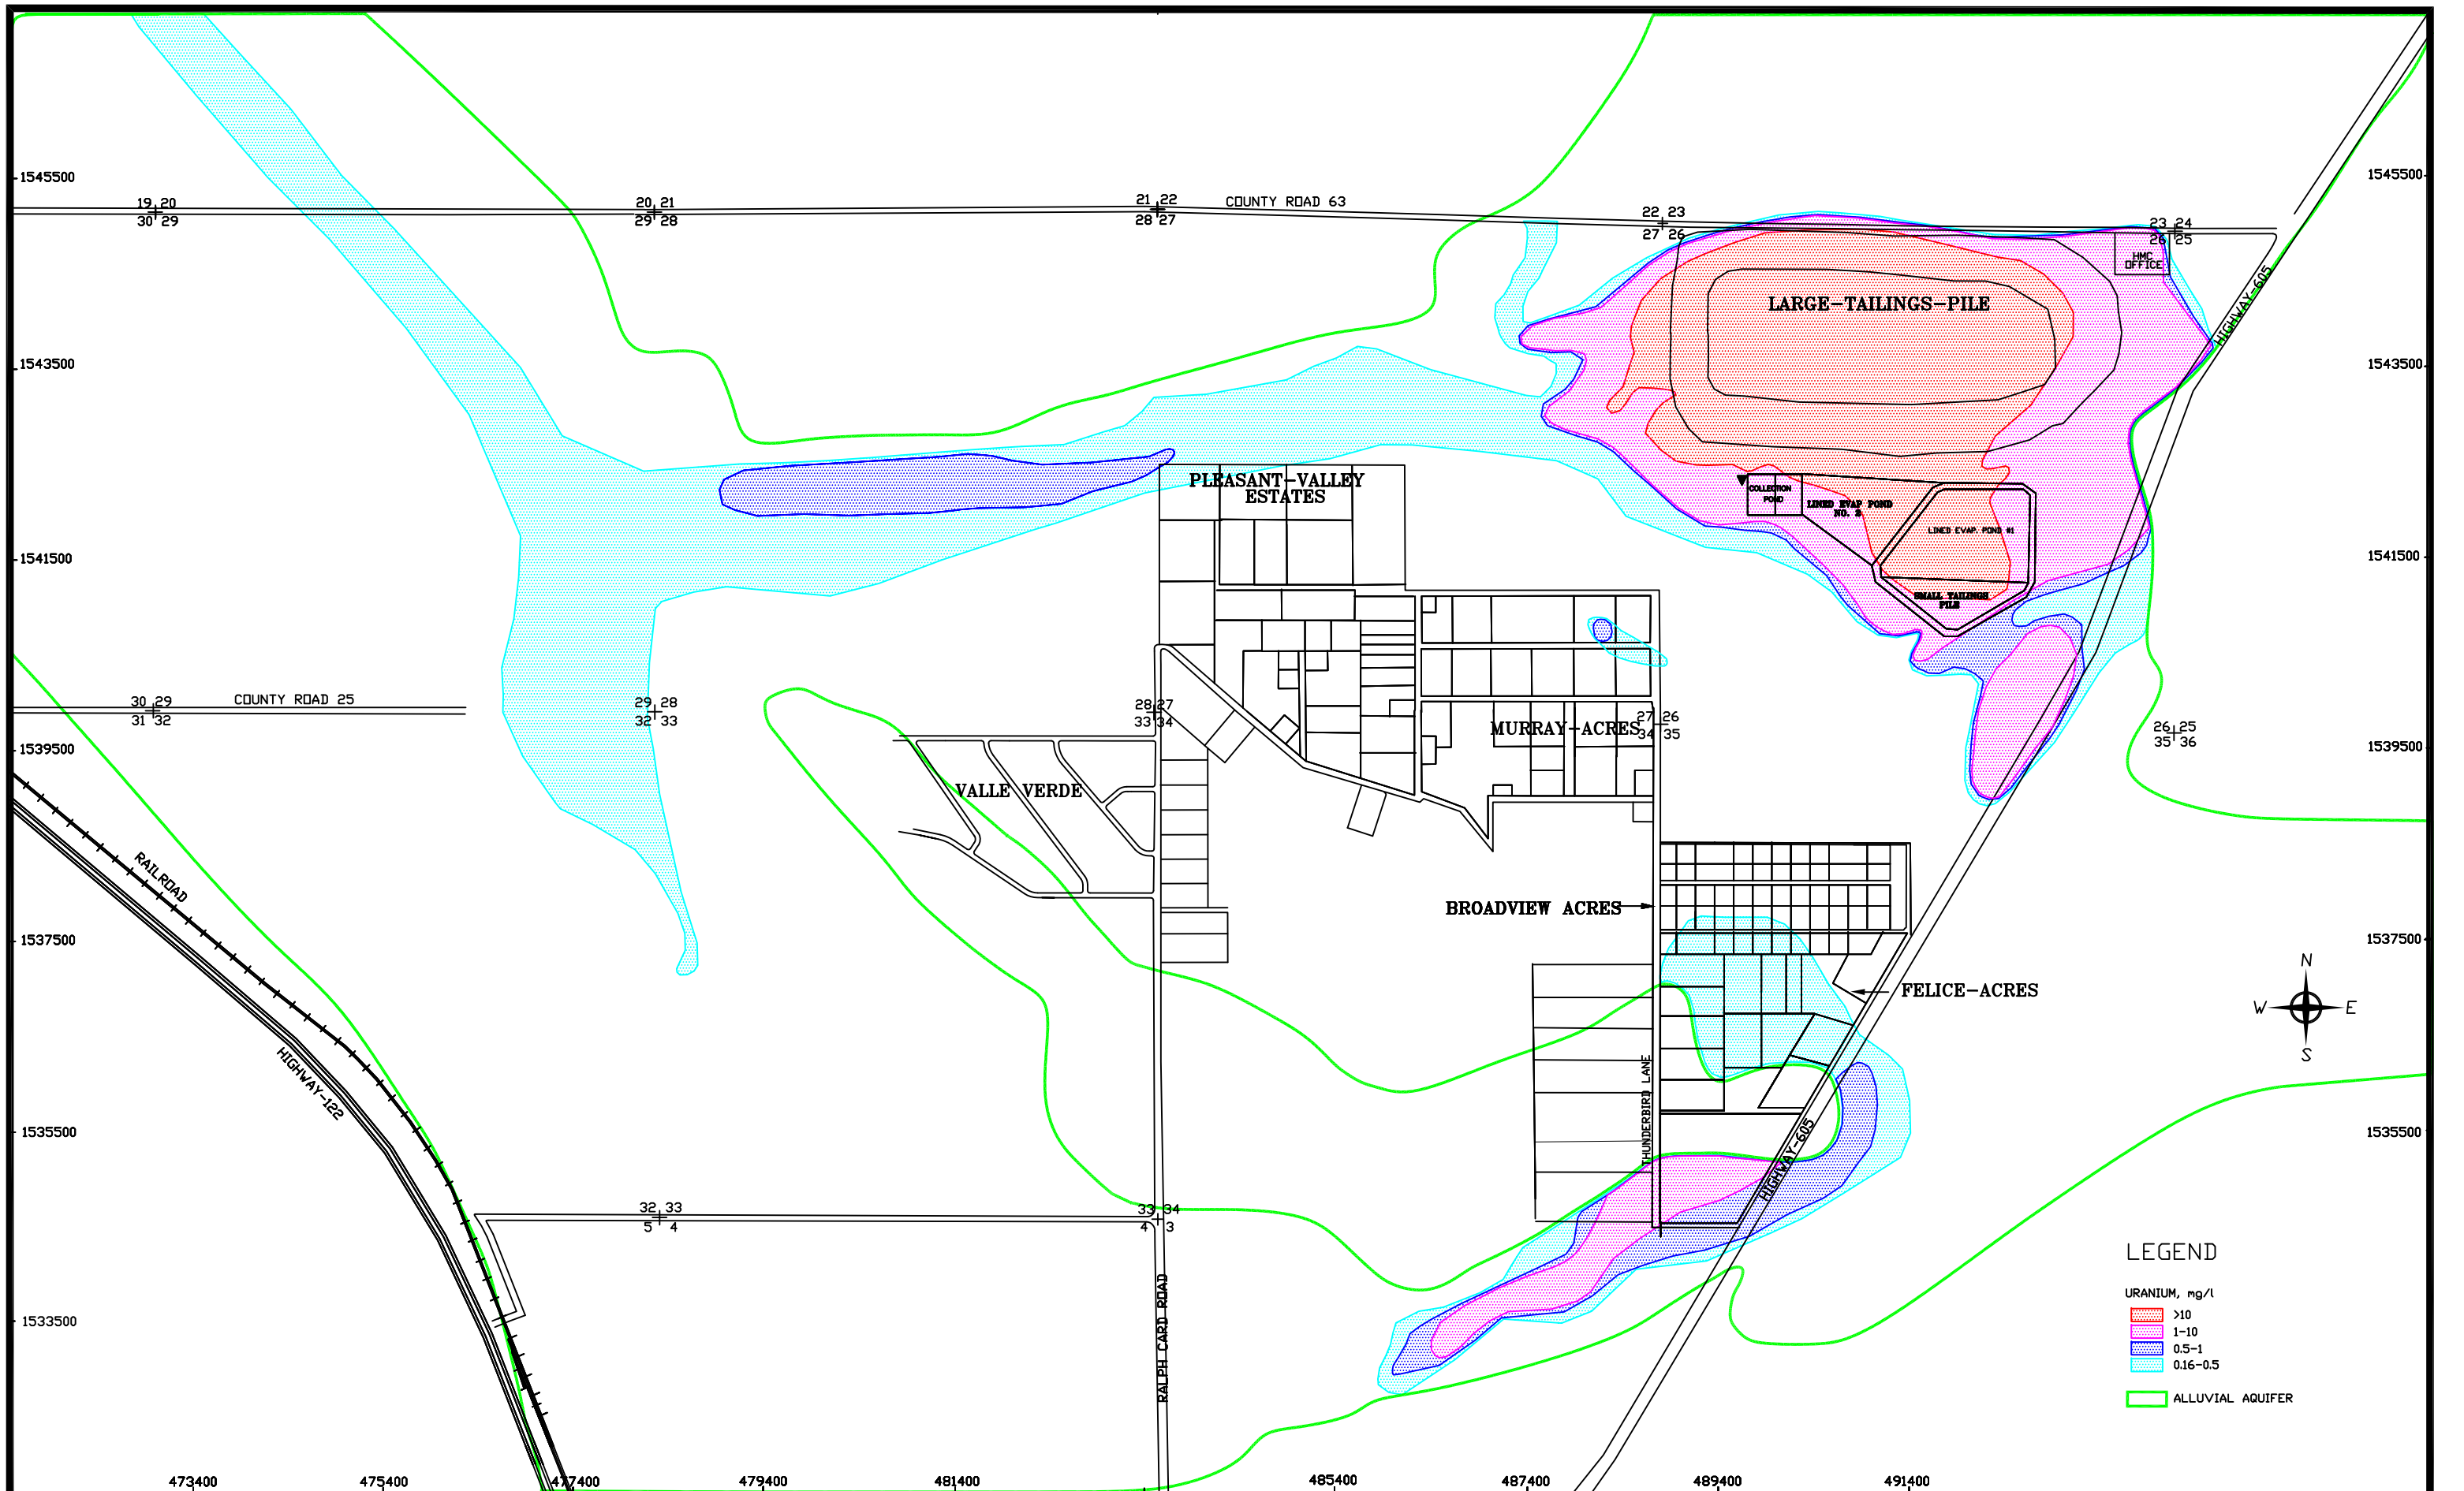 1545500
1545500
19 20
30 29
20 21
29 28
21 22
28 27
COUNTY ROAD 63
22 23
27 26
23 24
26 25
HMC
OFFICE
HIGHWAY-605
LARGE-TAILINGS-PILE
1543500
1543500
PLEASANT-VALLEY
ESTATES
COLLECTION
POND
LINED EVAP POND
NO. 2
LINED EVAP. POND #1
SMALL TAILINGS
PILE
1541500
1541500
30 29
31 32
COUNTY ROAD 25
29 28
32 33
28 27
33 34
MURRAY-ACRES
27 26
34 35
26 25
35 36
1539500
1539500
VALLE VERDE
RAILROAD
BROADVIEW ACRES
1537500
1537500
FELICE-ACRES
N
W
E
S
HIGHWAY-122
THUNDERBIRD LANE
1535500
1535500
HIGHWAY-605
32 33
5 4
33 34
4 3
RALPH CARD ROAD
1533500
LEGEND
URANIUM, mg/l
>10
1-10
0.5-1
0.16-0.5
ALLUVIAL AQUIFER
473400
475400
477400
479400
481400
485400
487400
489400
491400